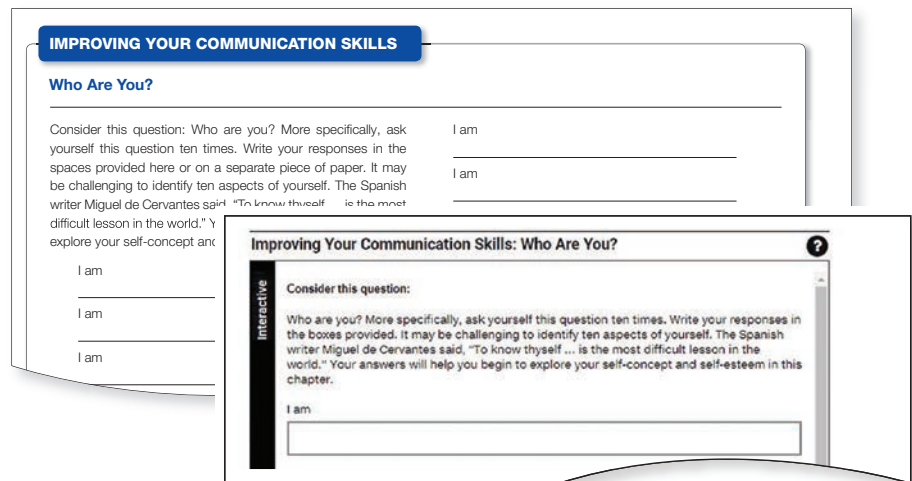 IMPROVING YOUR COMMUNICATION SKILLS
Who Are You?
Consider this question: Who are you? More specifically, ask
yourself this question ten times. Write your responses in the
spaces provided here or on a separate piece of paper. It may
be challenging to identify ten aspects of yourself. The Spanish
writer Miguel de Cervantes said, "To know thyself ... is the most
difficult lesson in the world." Y
explore your self-concept and
I am
I am
I am
I am
I am
Improving Your Communication Skills: Who Are You?
?
Interactive
Consider this question:
Who are you? More specifically, ask yourself this question ten times. Write your responses in
the boxes provided. It may be challenging to identify ten aspects of yourself. The Spanish
writer Miguel de Cervantes said, "To know thyself ... is the most difficult lesson in the
world." Your answers will help you begin to explore your self-concept and self-esteem in this
chapter.
I am